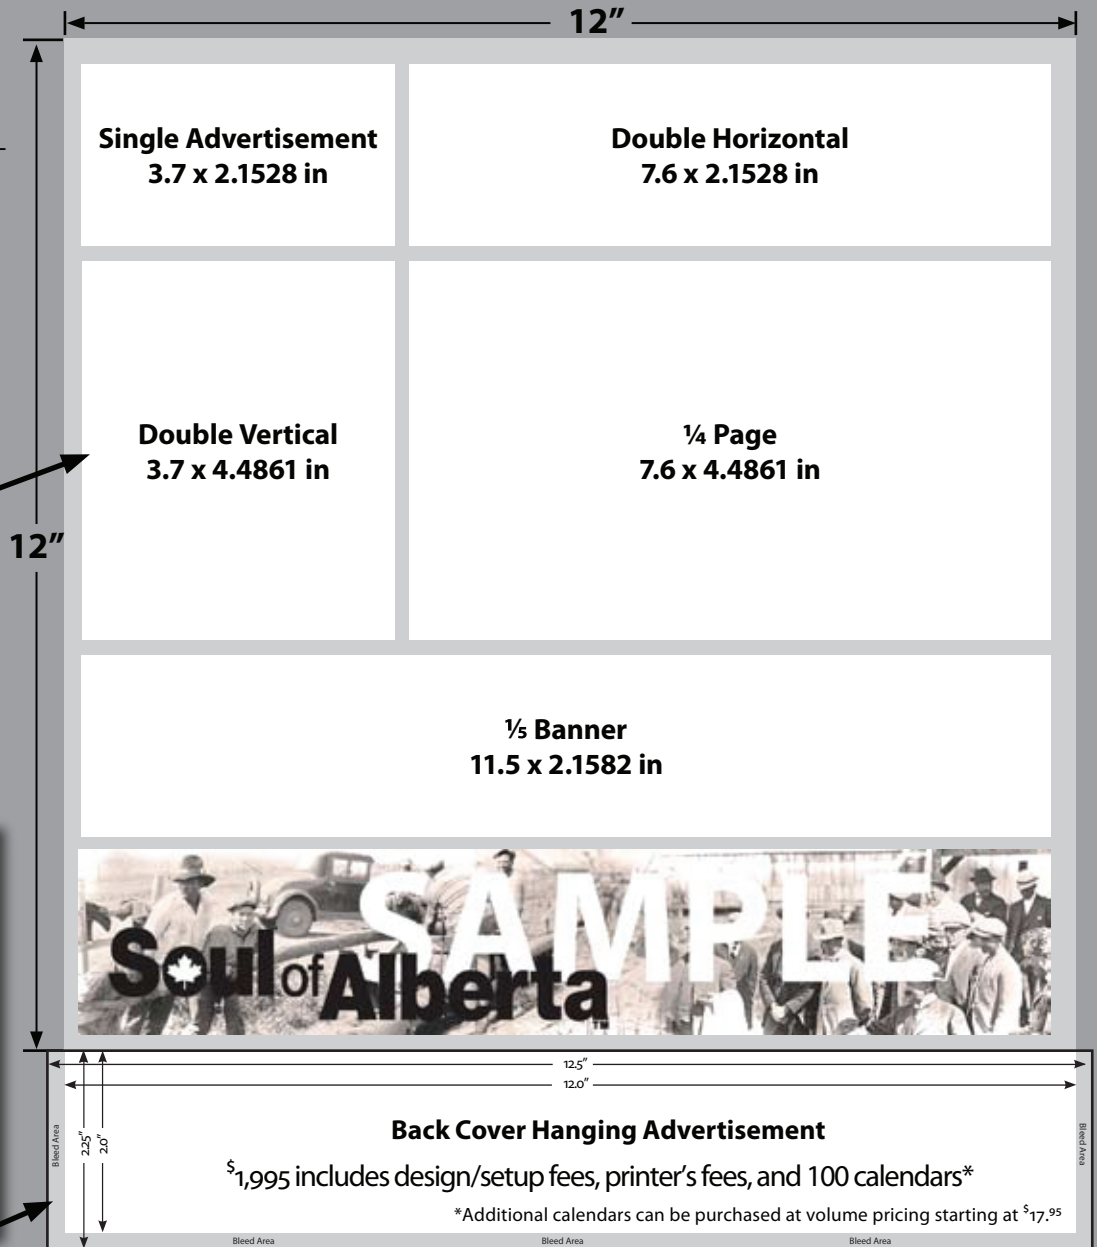 12”
Single Advertisement
3.7 x 2.1528 in
Double Horizontal
7.6 x 2.1528 in
Double Vertical
3.7 x 4.4861 in
¼ Page
7.6 x 4.4861 in
12”
⅕ Banner
11.5 x 2.1582 in
SAMPLE
Soul of Alberta
12.5”
12.0”
Bleed Area
2.25”
2.0”
Bleed Area
Back Cover Hanging Advertisement
$1,995 includes design/setup fees, printer’s fees, and 100 calendars*
*Additional calendars can be purchased at volume pricing starting at $17.95
Bleed Area
Bleed Area
Bleed Area